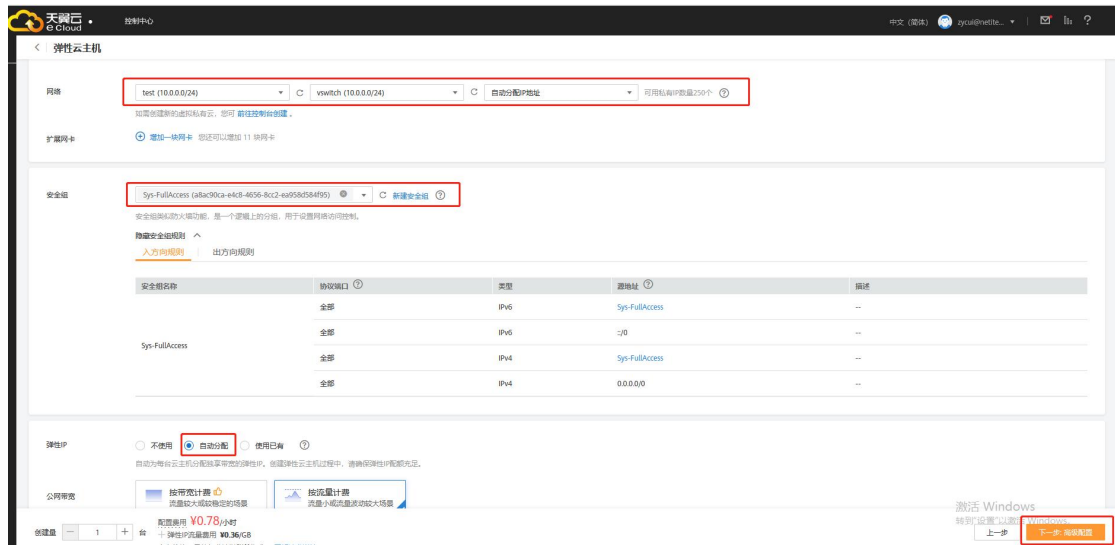 天翼云
e Cloud
控制中心
中文 (简体)
zycui@netite...
弹性云主机
网络
test (10.0.0.0/24)
vswitch (10.0.0.0/24)
自动分配IP地址
可用私有IP数量250个
如需创建新的虚拟私有云，您可 前往控制台创建 。
扩展网卡
增加一块网卡 您还可以增加 11 块网卡
安全组
Sys-FullAccess (a8ac90ca-e4c8-4656-8cc2-ea958d584f95)
新建安全组
安全组类似防火墙功能，是一个逻辑上的分组，用于设置网络访问控制。
隐藏安全组规则
入方向规则
出方向规则
安全组名称 协议端口 类型 源地址 描述
全部 IPv6 Sys-FullAccess --
全部 IPv6 ::/0 --
Sys-FullAccess
全部 IPv4 Sys-FullAccess --
全部 IPv4 0.0.0.0/0 --
弹性IP
不使用 自动分配 使用已有
自动为每台云主机分配独享带宽的弹性IP。创建弹性云主机过程中，请确保弹性IP配额充足。
公网带宽
按带宽计费
流量较大或较稳定的场景
按流量计费
流量小或流量波动较大场景
激活 Windows
转到"设置"以激活 Windows。
创建量 — 1 + 台
配置费用 ¥0.78/小时
+ 弹性IP流量费用 ¥0.36/GB
上一步
下一步: 高级配置